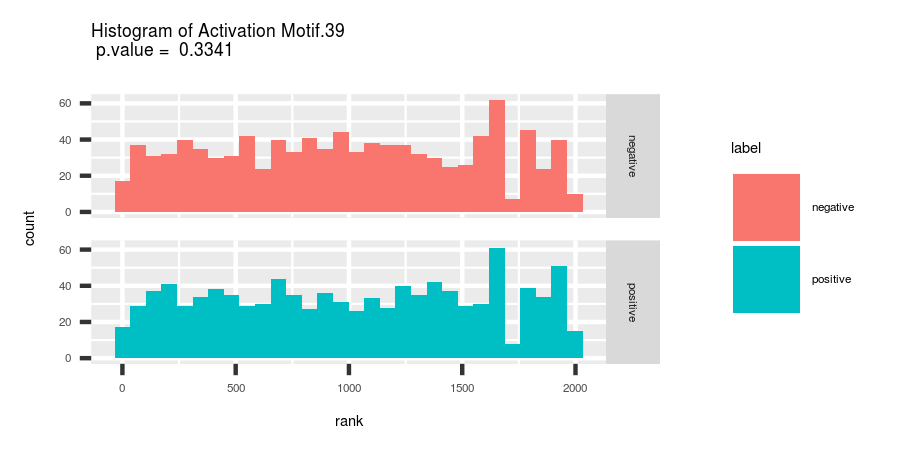 Histogram of Activation Motif.39
p.value = 0.3341
count
60
40
20
0
negative
60
40
20
0
positive
0 500 1000 1500 2000
rank
label
negative
positive